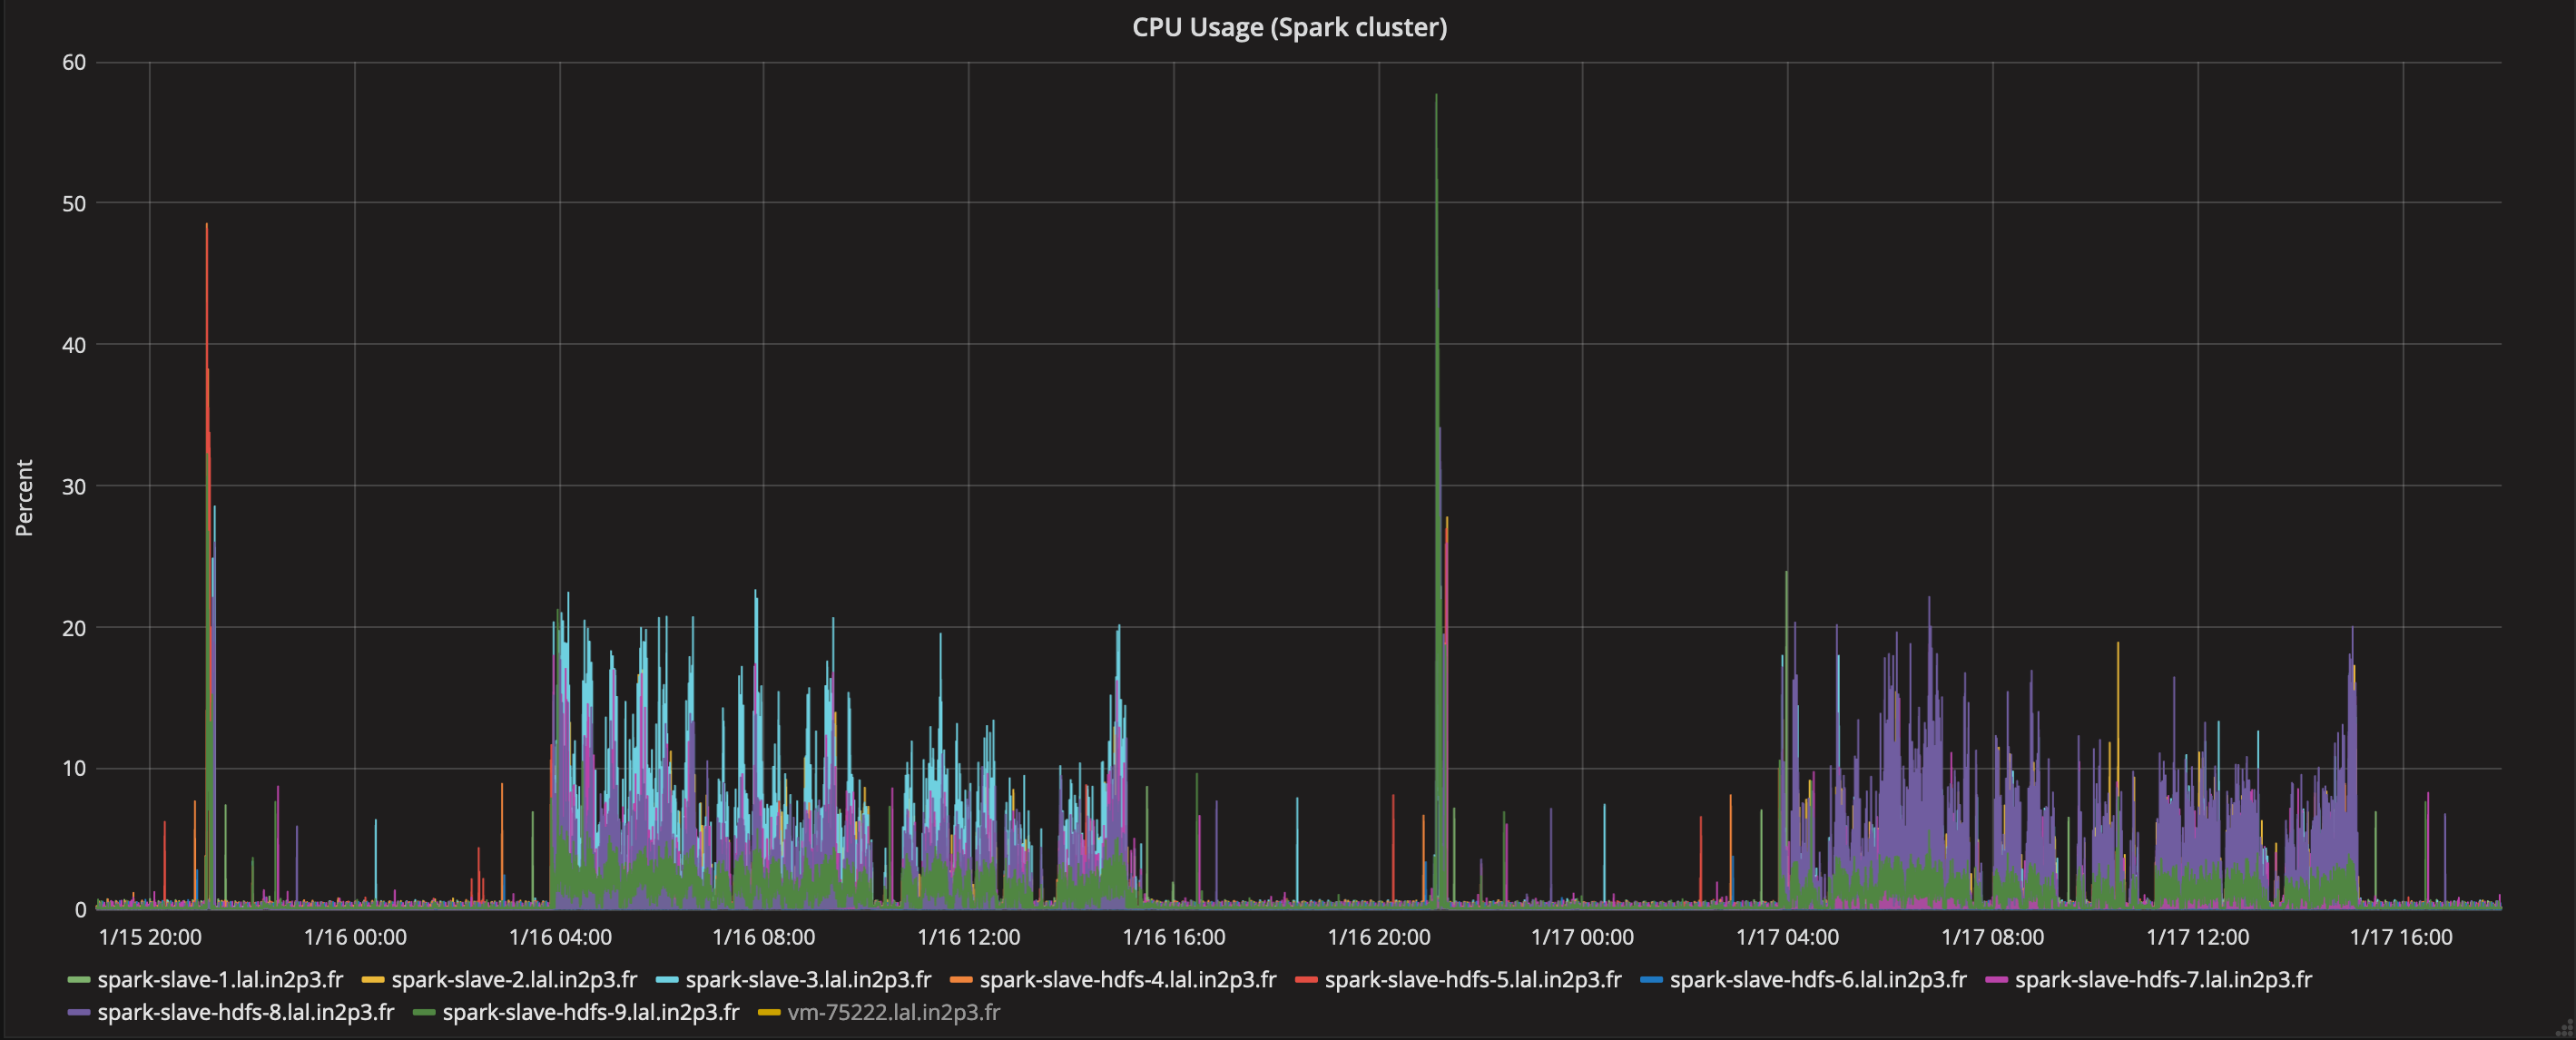 CPU Usage (Spark cluster)
60
50
40
30
20
10
0
Percent
1/15 20:00 1/16 00:00 1/16 04:00 1/16 08:00 1/16 12:00 1/16 16:00 1/16 20:00 1/17 00:00 1/17 04:00 1/17 08:00 1/17 12:00 1/17 16:00
spark-slave-1.lal.in2p3.fr spark-slave-2.lal.in2p3.fr spark-slave-3.lal.in2p3.fr spark-slave-hdfs-4.lal.in2p3.fr spark-slave-hdfs-5.lal.in2p3.fr spark-slave-hdfs-6.lal.in2p3.fr spark-slave-hdfs-7.lal.in2p3.fr
spark-slave-hdfs-8.lal.in2p3.fr spark-slave-hdfs-9.lal.in2p3.fr vm-75222.lal.in2p3.fr